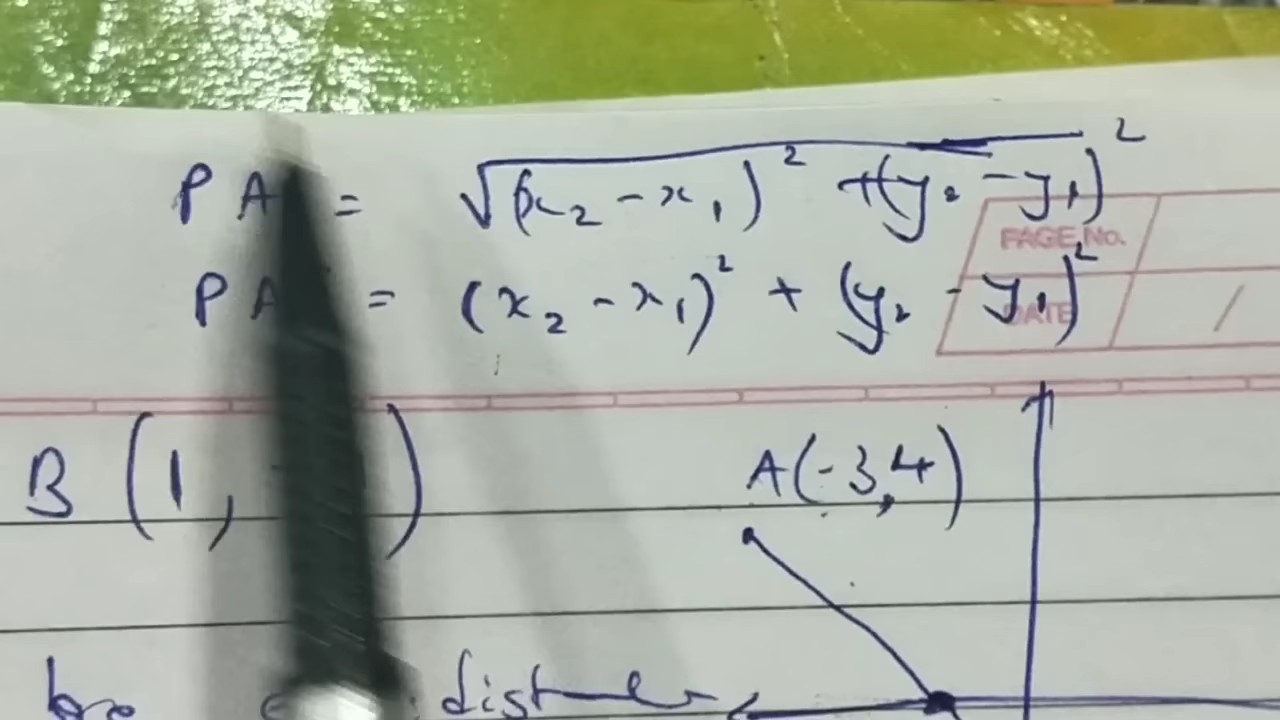 PA = √(x₂ - x₁)² + (y₂ - y₁)²
PA = (x₂ - x₁)² + (y₂ - y₁)²
PAGE No.
DATE
B (1, )
A(-3,4)
be